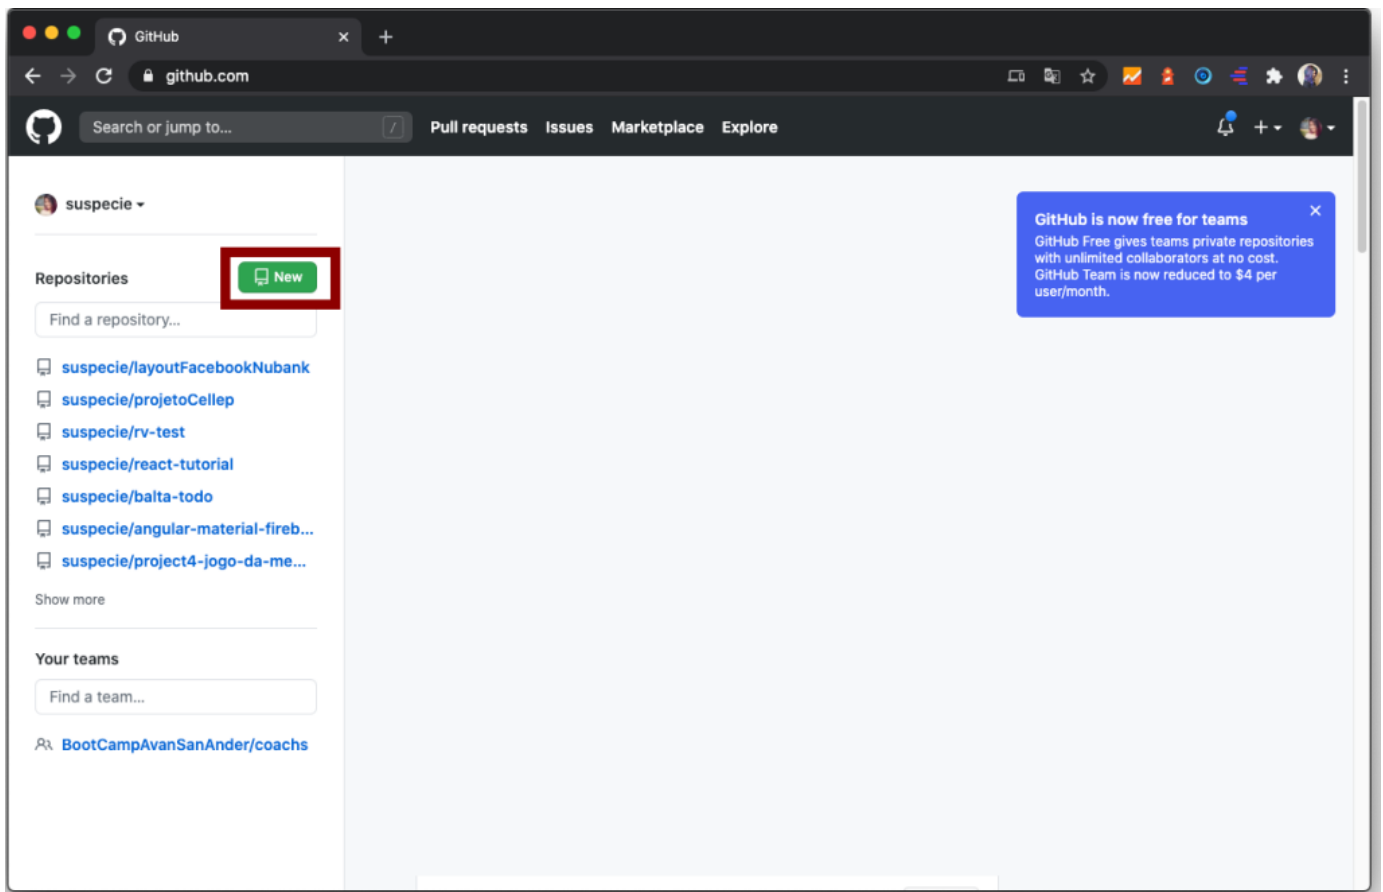 GitHub
github.com
Search or jump to...
/
Pull requests Issues Marketplace Explore
suspecie
Repositories
New
Find a repository...
suspecie/layoutFacebookNubank
suspecie/projetoCellep
suspecie/rv-test
suspecie/react-tutorial
suspecie/balta-todo
suspecie/angular-material-fireb...
suspecie/project4-jogo-da-me...
Show more
Your teams
Find a team...
BootCampAvanSanAnder/coachs
GitHub is now free for teams
GitHub Free gives teams private repositories
with unlimited collaborators at no cost.
GitHub Team is now reduced to $4 per
user/month.